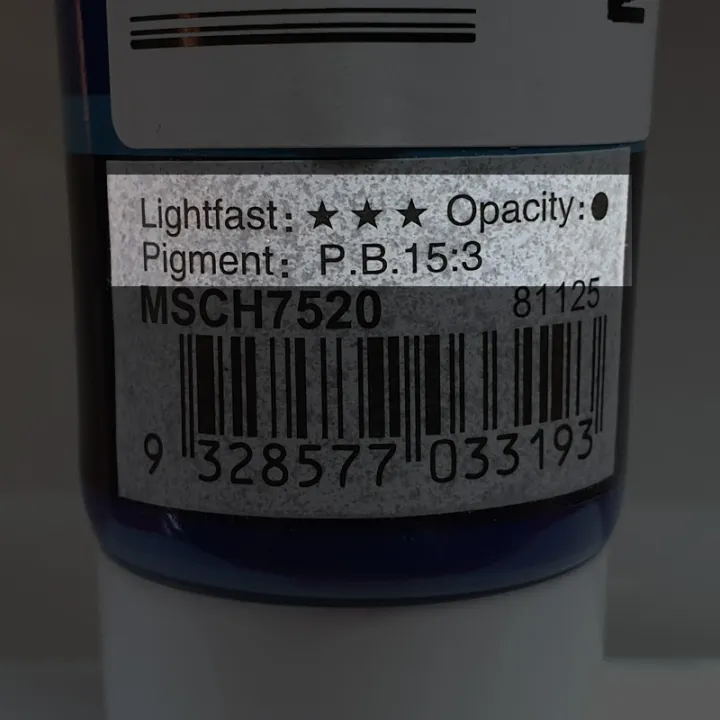 Lightfast: ★ ★ ★ Opacity: ●
Pigment: P.B.15:3
MSCH7520 81125
9 328577 033193